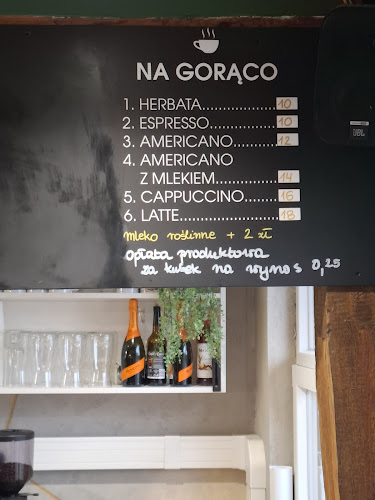 NA GORĄCO
1. HERBATA..................10
2. ESPRESSO................10
3. AMERICANO............12
4. AMERICANO
Z MLEKIEM................14
5. CAPPUCCINO..........16
6. LATTE.........................18
mleko roślinne + 2 zł
opłata produktowa
za kubek na wynos 0,25
JBL